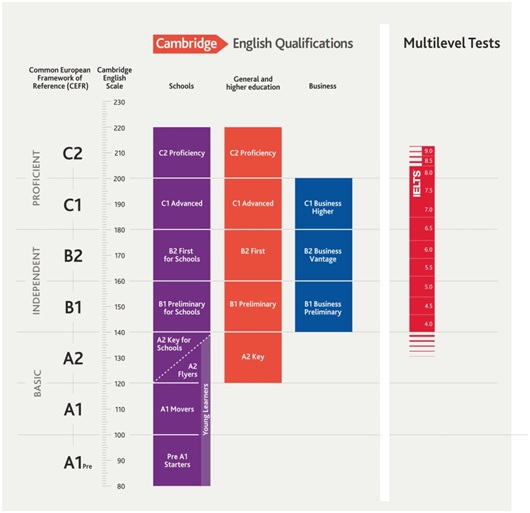 Cambridge English Qualifications
Multilevel Tests
Common European
Framework of
Reference (CEFR)
Cambridge
English
Scale
Schools
General and
higher education
Business
PROFICIENT
INDEPENDENT
BASIC
C2
C1
B2
B1
A2
A1
A1 Pre
230
220
210
200
190
180
170
160
150
140
130
120
110
100
90
80
C2 Proficiency
C1 Advanced
B2 First
for Schools
B1 Preliminary
for Schools
A2 Key for
Schools
A2
Flyers
A1 Movers
Pre A1
Starters
Young Learners
C2 Proficiency
C1 Advanced
B2 First
B1 Preliminary
A2 Key
C1 Business
Higher
B2 Business
Vantage
B1 Business
Preliminary
IELTS
9.0
8.5
8.0
7.5
7.0
6.5
6.0
5.5
5.0
4.5
4.0